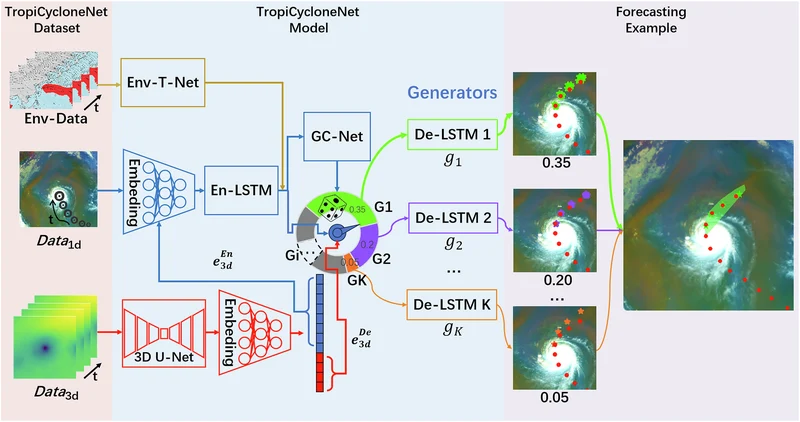 TropiCycloneNet
Dataset
TropiCycloneNet
Model
Forecasting
Example
Env-Data
t
Env-T-Net
Generators
GC-Net
De-LSTM 1
g1
0.35
Data1d
t
Embeding
En-LSTM
0.35
G1
0.2
G2
0.05
GK
Gi
...
De-LSTM 2
g2
...
0.20
...
e3d En
e3d De
Data3d
t
3D U-Net
Embeding
De-LSTM K
gK
0.05